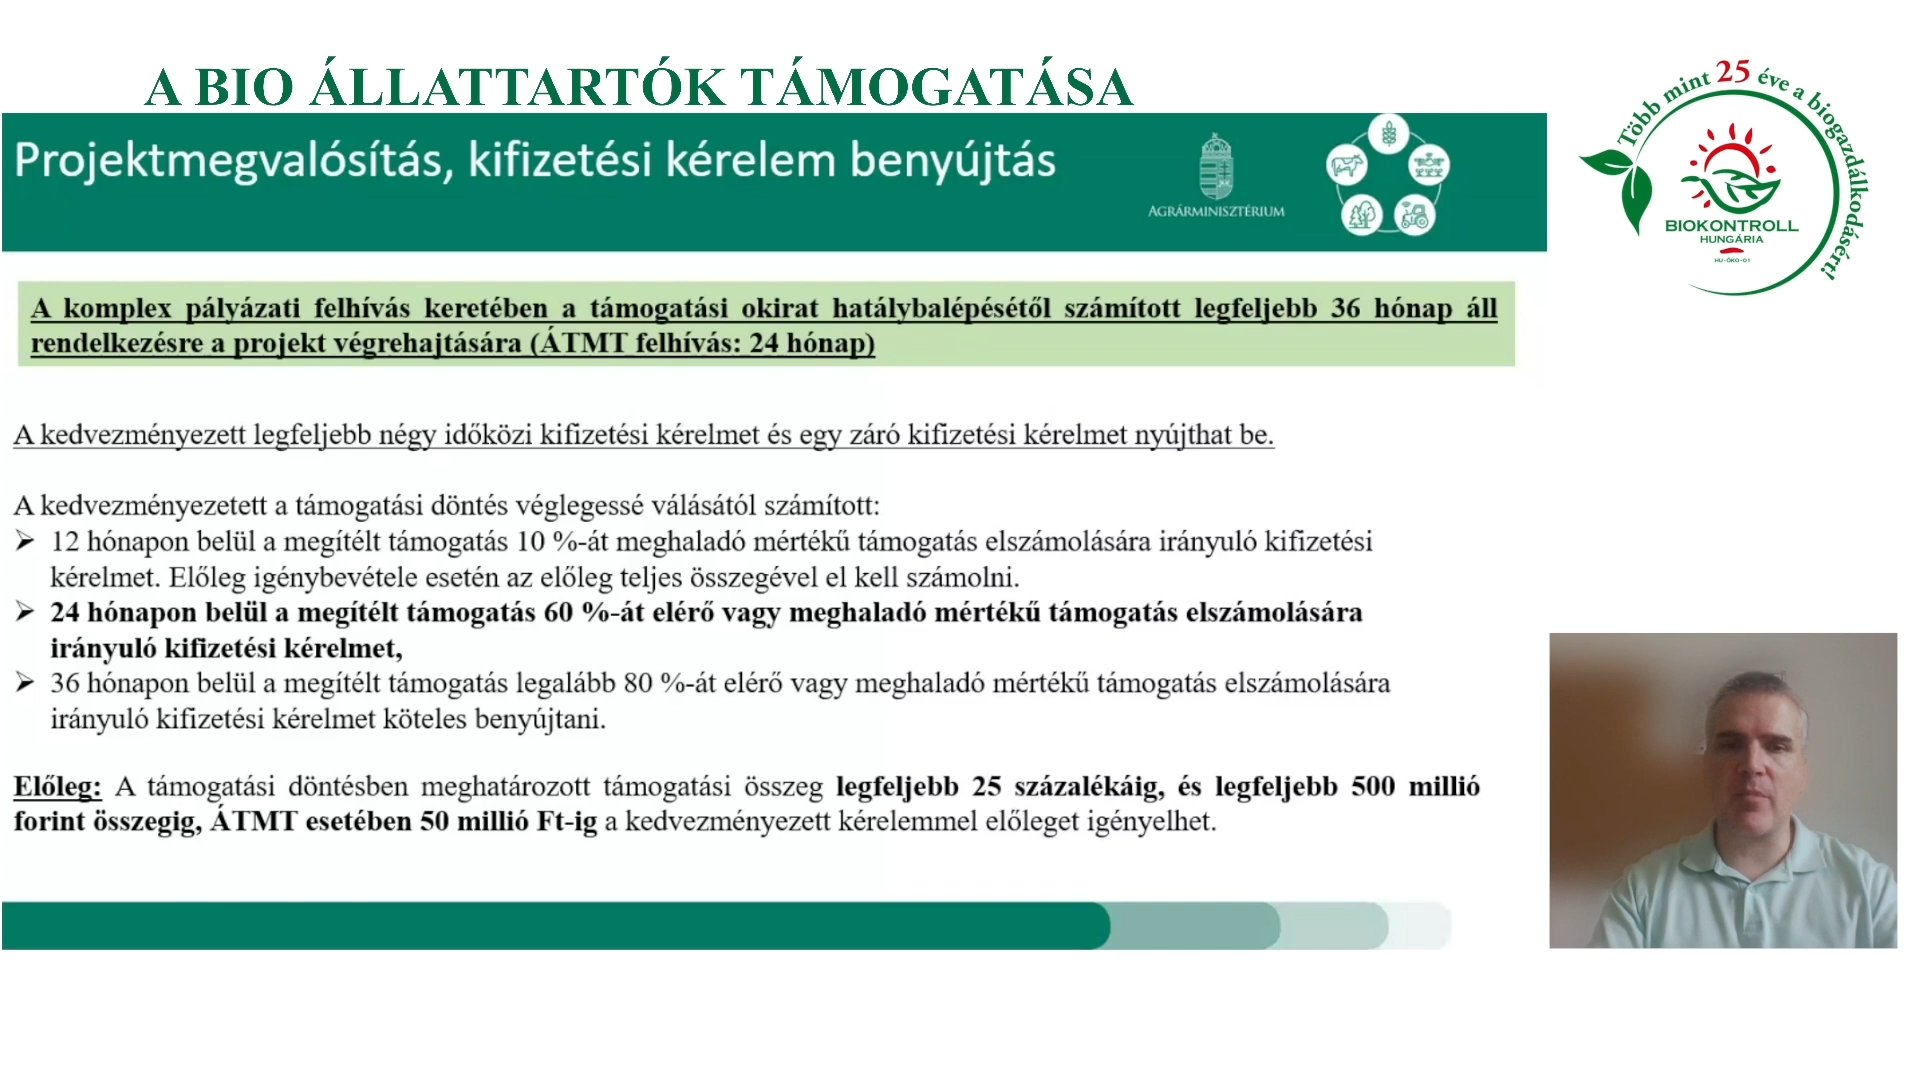 A BIO ÁLLATTARTÓK TÁMOGATÁSA
Projektmegvalósítás, kifizetési kérelem benyújtás
AGRÁRMINISZTÉRIUM
Több mint 25 éve a biogazdálkodásért!
BIOKONTROLL
HUNGÁRIA
HU-ÖKO-01
A komplex pályázati felhívás keretében a támogatási okirat hatálybalépésétől számított legfeljebb 36 hónap áll
rendelkezésre a projekt végrehajtására (ÁTMT felhívás: 24 hónap)
A kedvezményezett legfeljebb négy időközi kifizetési kérelmet és egy záró kifizetési kérelmet nyújthat be.
A kedvezményezetett a támogatási döntés véglegessé válásától számított:
➢ 12 hónapon belül a megítélt támogatás 10 %-át meghaladó mértékű támogatás elszámolására irányuló kifizetési
kérelmet. Előleg igénybevétele esetén az előleg teljes összegével el kell számolni.
➢ 24 hónapon belül a megítélt támogatás 60 %-át elérő vagy meghaladó mértékű támogatás elszámolására
irányuló kifizetési kérelmet,
➢ 36 hónapon belül a megítélt támogatás legalább 80 %-át elérő vagy meghaladó mértékű támogatás elszámolására
irányuló kifizetési kérelmet köteles benyújtani.
Előleg: A támogatási döntésben meghatározott támogatási összeg legfeljebb 25 százalékáig, és legfeljebb 500 millió
forint összegig, ÁTMT esetében 50 millió Ft-ig a kedvezményezett kérelemmel előleget igényelhet.